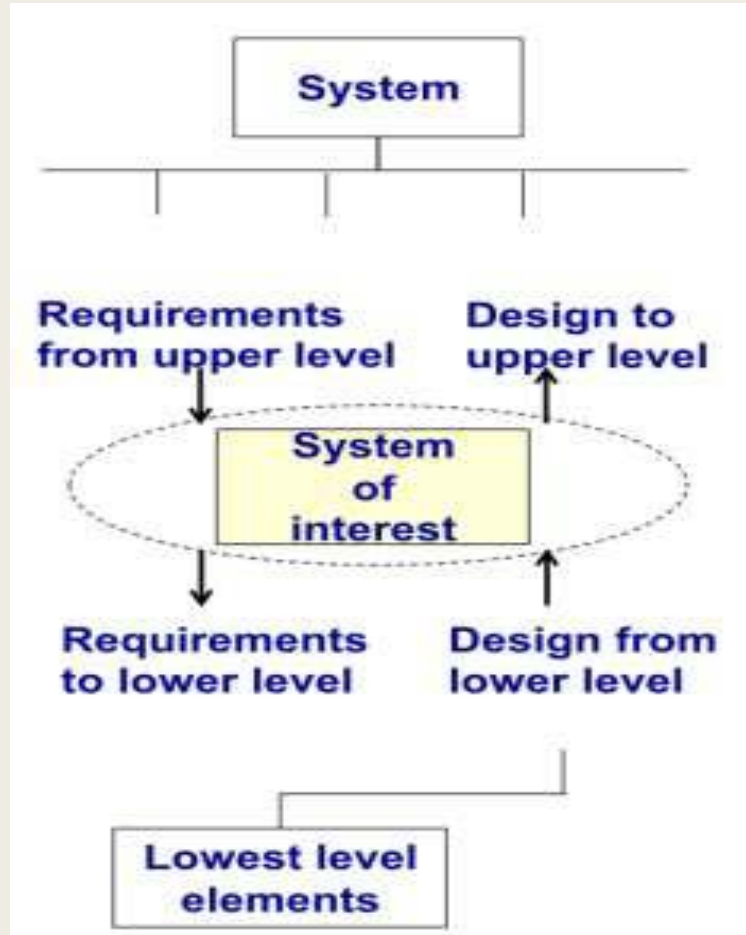 System
Requirements
from upper level
Design to
upper level
System
of
interest
Requirements
to lower level
Design from
lower level
Lowest level
elements